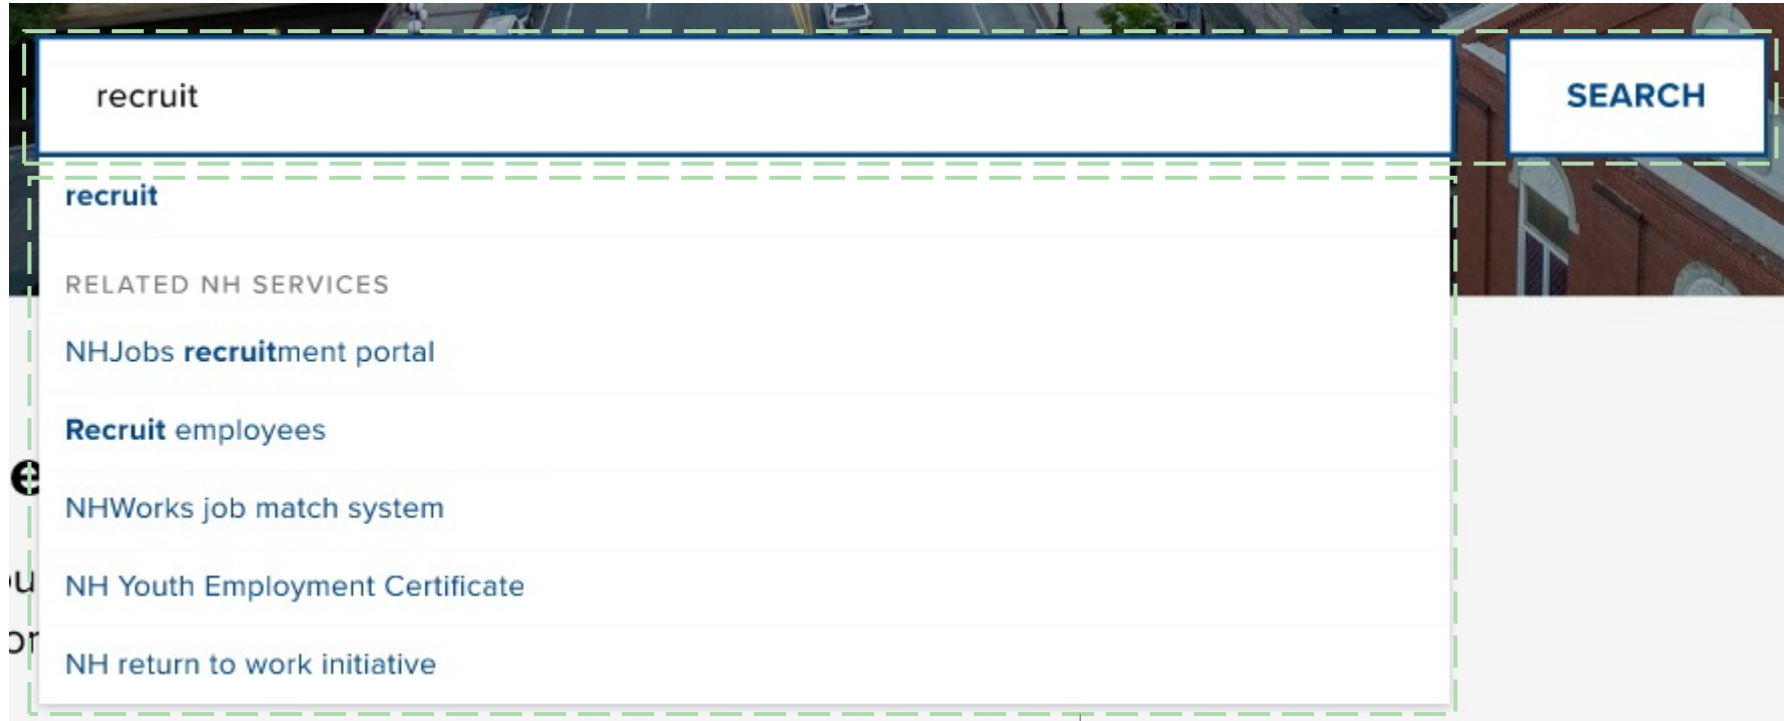 recruit
SEARCH
recruit
RELATED NH SERVICES
NHJobs recruitment portal
Recruit employees
NHWorks job match system
NH Youth Employment Certificate
NH return to work initiative